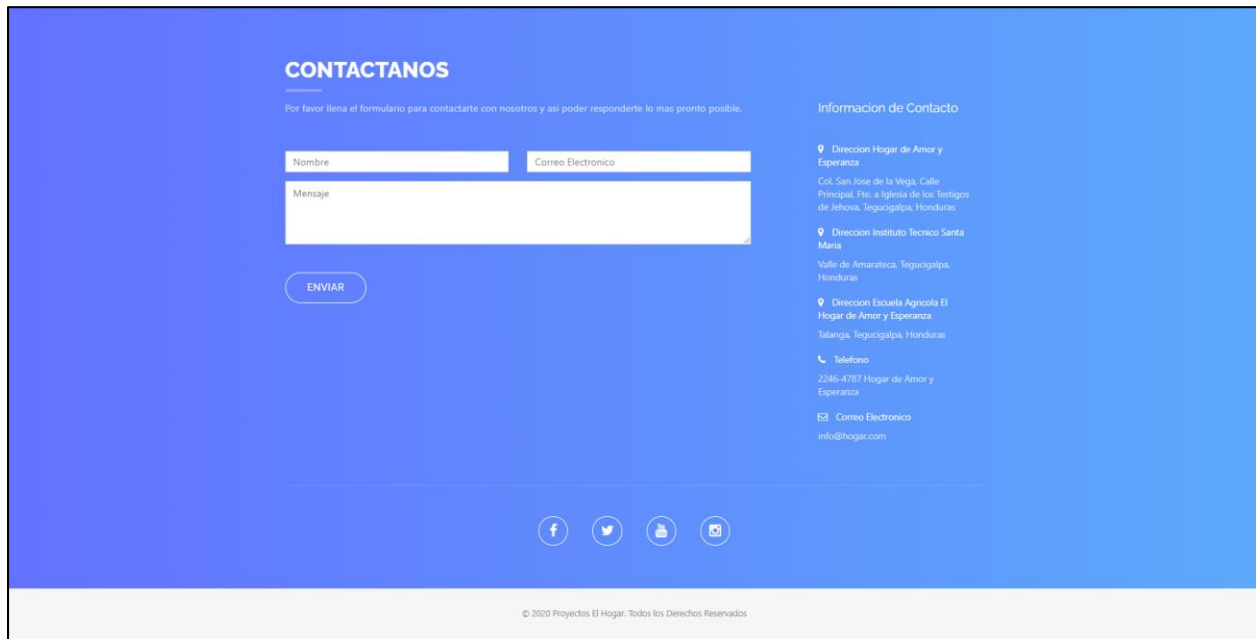 CONTACTANOS
Por favor llena el formulario para contactarte con nosotros y asi poder responderte lo mas pronto posible.
Nombre
Correo Electronico
Mensaje
ENVIAR
Informacion de Contacto
Direccion Hogar de Amor y
Esperanza
Col. San Jose de la Vega, Calle
Principal, Fte. a Iglesia de los Testigos
de Jehova, Tegucigalpa, Honduras
Direccion Instituto Tecnico Santa
Maria
Valle de Amarateca, Tegucigalpa,
Honduras
Direccion Escuela Agricola El
Hogar de Amor y Esperanza
Talanga, Tegucigalpa, Honduras
Telefono
2246-4787 Hogar de Amor y
Esperanza
Correo Electronico
info@hogar.com
© 2020 Proyectos El Hogar. Todos los Derechos Reservados